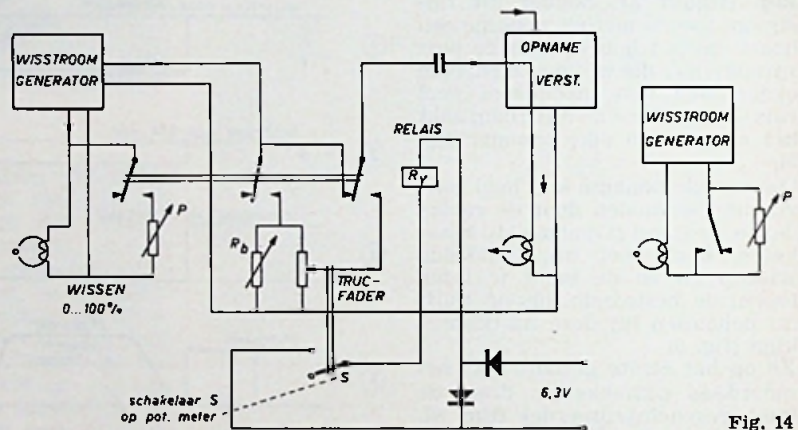 WISSTROOM
GENERATOR
OPNAME
VERST.
WISSTROOM
GENERATOR
RELAIS
Ry
P
P
Rb
TRUC-
FADER
WISSEN
0...100%
S
schakelaar S
op pot. meter
6,3V
Fig. 14